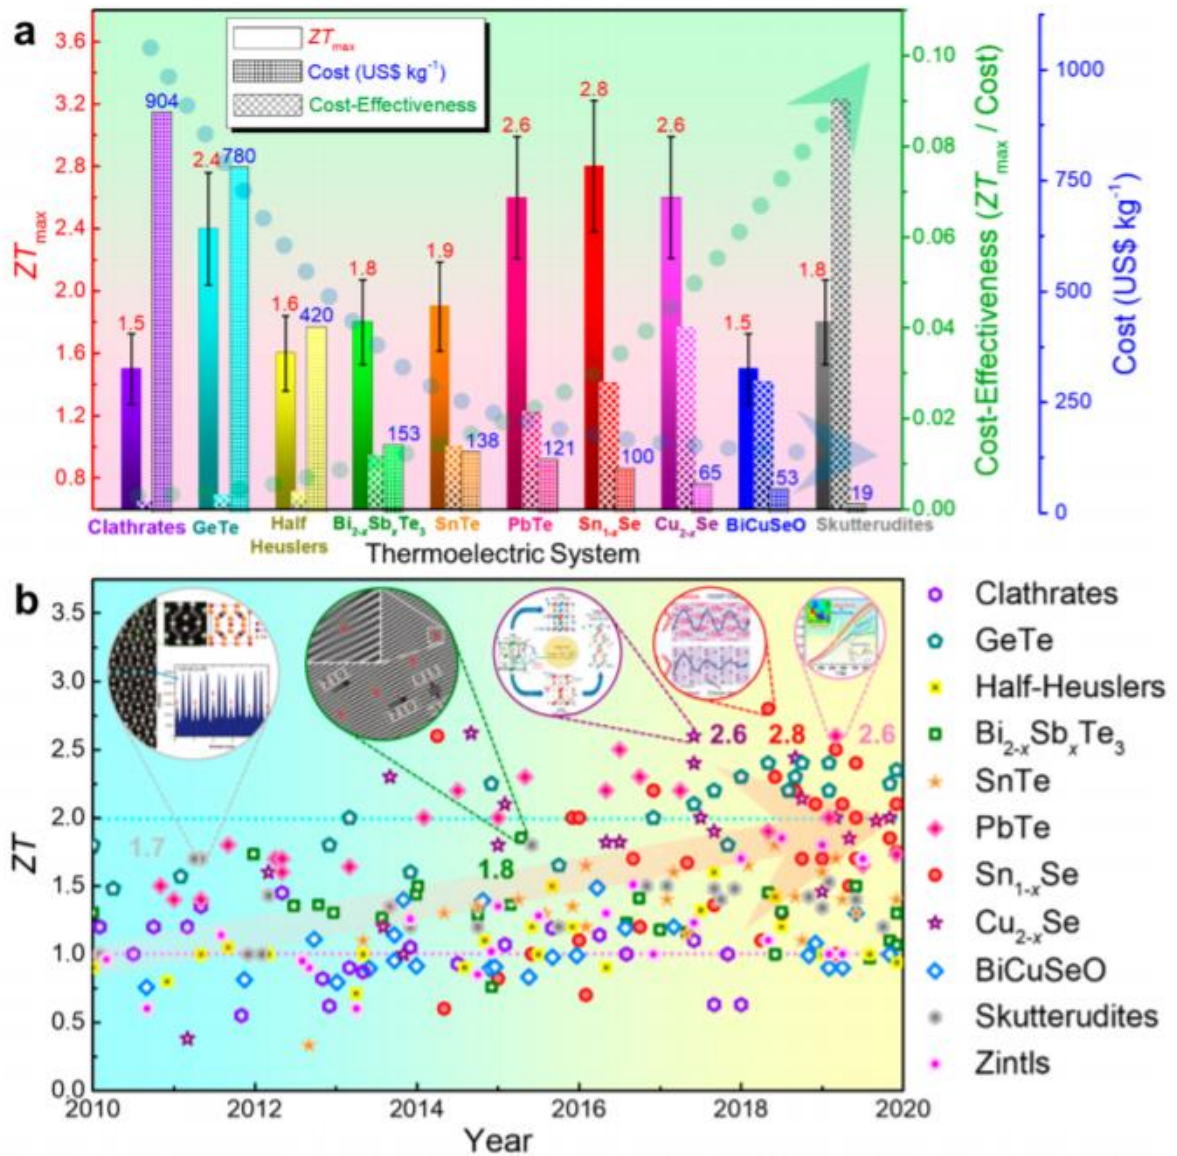 a
3.6
3.2
2.8
2.4
2.0
1.6
1.2
0.8
ZTmax
ZTmax
Cost (US$ kg-1)
Cost-Effectiveness
1.5
904
2.4
780
1.6
420
1.8
153
1.9
138
2.6
121
2.8
100
2.6
65
1.5
53
1.8
19
0.10
0.08
0.06
0.04
0.02
0.00
Cost-Effectiveness (ZTmax / Cost)
1000
750
500
250
0
Cost (US$ kg-1)
Clathrates
GeTe
Half
Heuslers
Bi2-xSbxTe3
SnTe
PbTe
Sn1-xSe
Cu2-xSe
BiCuSeO
Skutterudites
Thermoelectric System
b
3.5
3.0
2.5
2.0
1.5
1.0
0.5
0.0
ZT
1.7
1.8
2.6
2.8
2.6
2010
2012
2014
2016
2018
2020
Year
Clathrates
GeTe
Half-Heuslers
Bi2-xSbxTe3
SnTe
PbTe
Sn1-xSe
Cu2-xSe
BiCuSeO
Skutterudites
Zintls